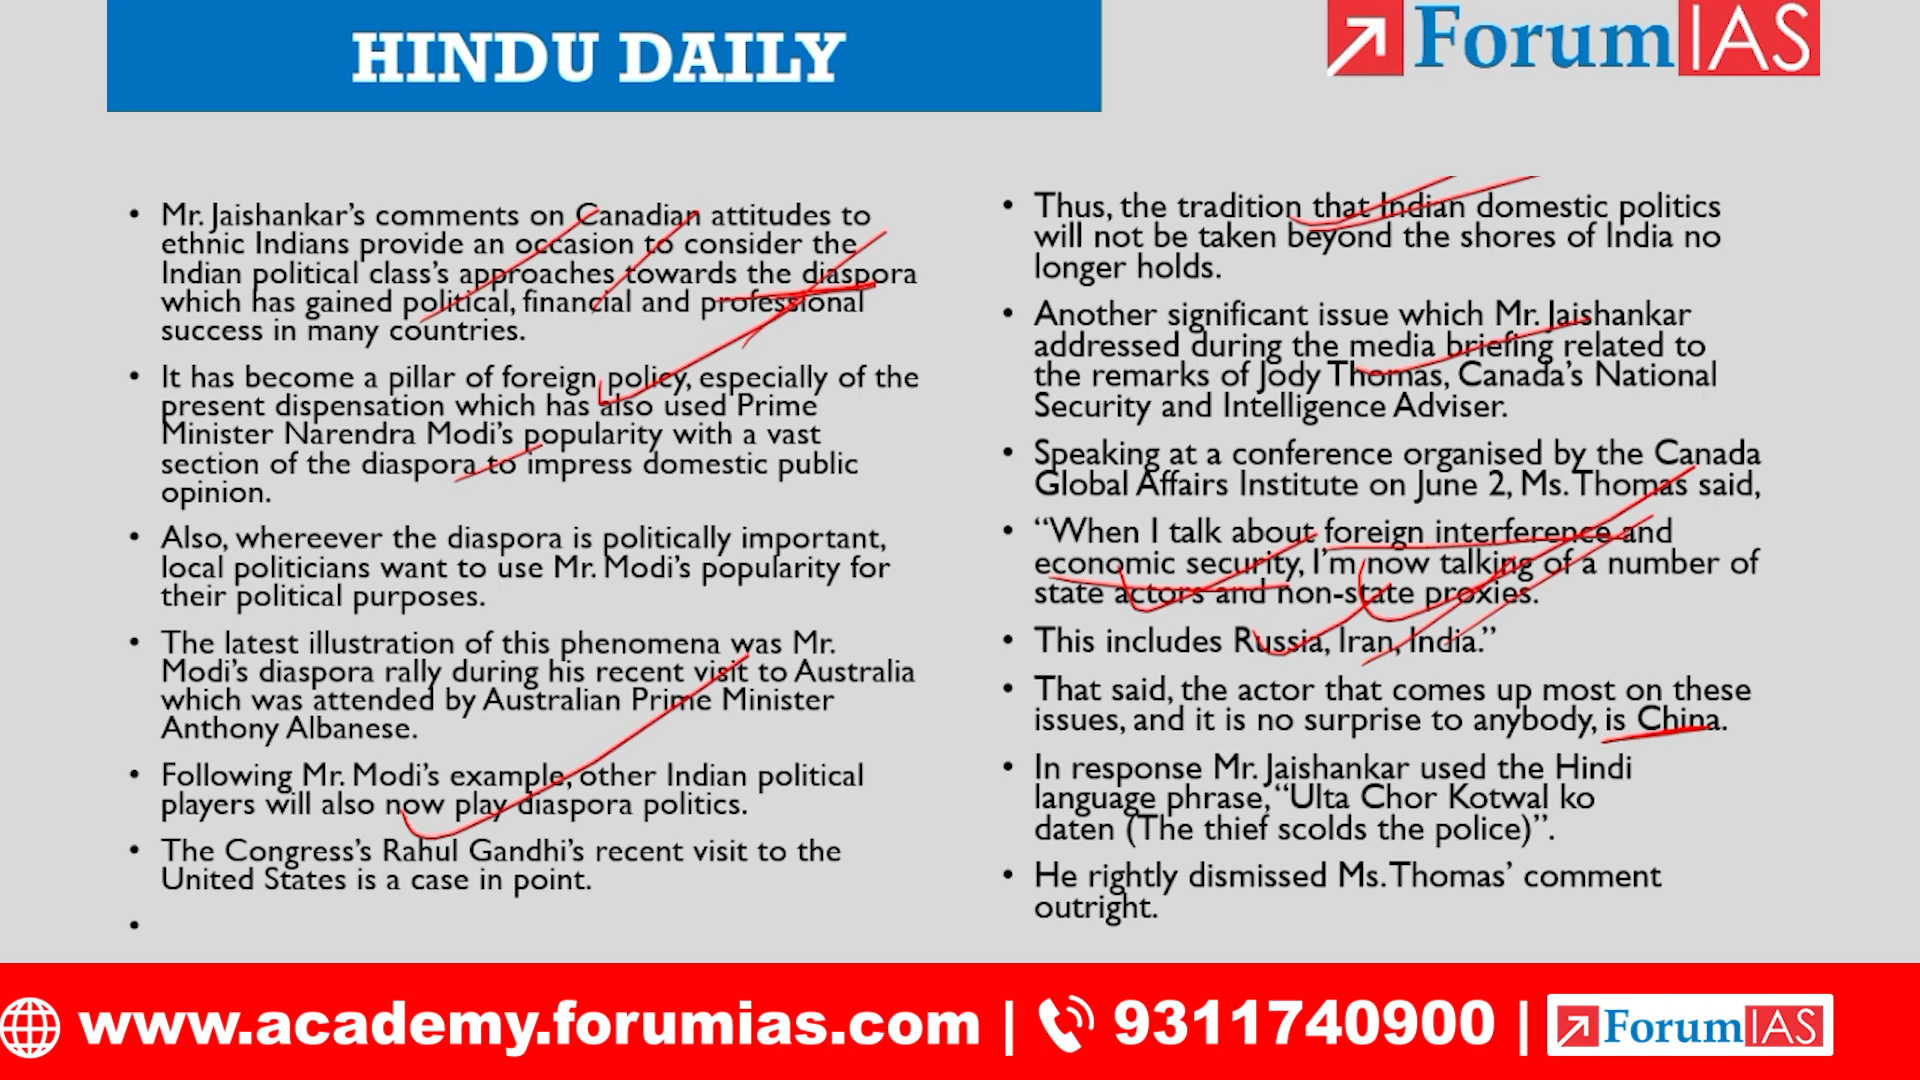 HINDU DAILY
ForumIAS
• Mr. Jaishankar's comments on Canadian attitudes to
ethnic Indians provide an occasion to consider the
Indian political class's approaches towards the diaspora
which has gained political, financial and professional
success in many countries.
• It has become a pillar of foreign policy, especially of the
present dispensation which has also used Prime
Minister Narendra Modi's popularity with a vast
section of the diaspora to impress domestic public
opinion.
• Also, whereever the diaspora is politically important,
local politicians want to use Mr. Modi's popularity for
their political purposes.
• The latest illustration of this phenomena was Mr.
Modi's diaspora rally during his recent visit to Australia
which was attended by Australian Prime Minister
Anthony Albanese.
• Following Mr. Modi's example, other Indian political
players will also now play diaspora politics.
• The Congress's Rahul Gandhi's recent visit to the
United States is a case in point.
•
• Thus, the tradition that Indian domestic politics
will not be taken beyond the shores of India no
longer holds.
• Another significant issue which Mr. Jaishankar
addressed during the media briefing related to
the remarks of Jody Thomas, Canada's National
Security and Intelligence Adviser.
• Speaking at a conference organised by the Canada
Global Affairs Institute on June 2, Ms. Thomas said,
• “When I talk about foreign interference and
economic security, I'm now talking of a number of
state actors and non-state proxies.
• This includes Russia, Iran, India.”
• That said, the actor that comes up most on these
issues, and it is no surprise to anybody, is China.
• In response Mr. Jaishankar used the Hindi
language phrase, “Ulta Chor Kotwal ko
daten (The thief scolds the police)”.
• He rightly dismissed Ms. Thomas' comment
outright.
www.academy.forumias.com | 9311740900 | ForumIAS